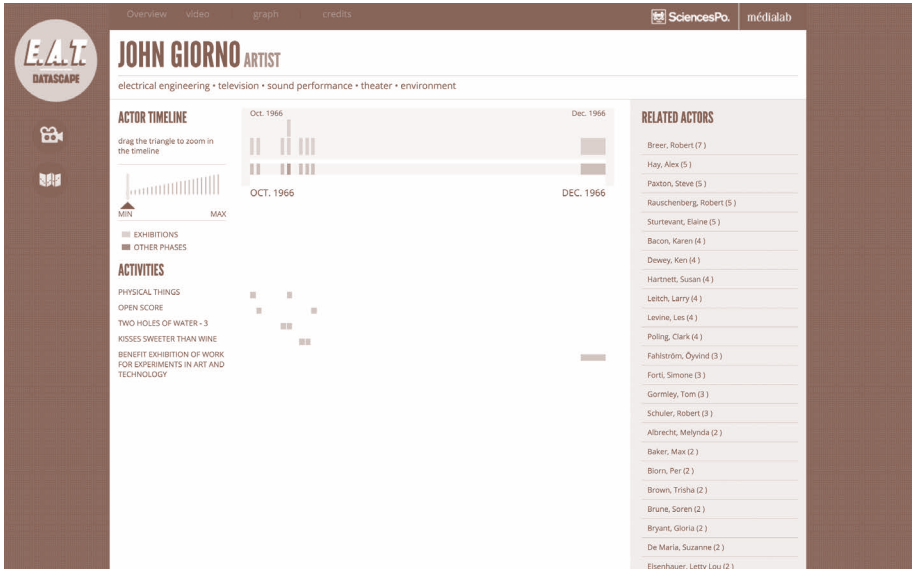 Overview video graph credits
SciencesPo. médialab
E.A.T.
DATASCAPE
JOHN GIORNO ARTIST
electrical engineering • television • sound performance • theater • environment
ACTOR TIMELINE
drag the triangle to zoom in
the timeline
MIN MAX
EXHIBITIONS
OTHER PHASES
Oct. 1966 Dec. 1966
OCT. 1966 DEC. 1966
ACTIVITIES
PHYSICAL THINGS
OPEN SCORE
TWO HOLES OF WATER - 3
KISSES SWEETER THAN WINE
BENEFIT EXHIBITION OF WORK
FOR EXPERIMENTS IN ART AND
TECHNOLOGY
RELATED ACTORS
Breer, Robert (7 )
Hay, Alex (5 )
Paxton, Steve (5 )
Rauschenberg, Robert (5 )
Sturtevant, Elaine (5 )
Bacon, Karen (4 )
Dewey, Ken (4 )
Hartnett, Susan (4 )
Leitch, Larry (4 )
Levine, Les (4 )
Poling, Clark (4 )
Fahlström, Öyvind (3 )
Forti, Simone (3 )
Gormley, Tom (3 )
Schuler, Robert (3 )
Albrecht, Melynda (2 )
Baker, Max (2 )
Biorn, Per (2 )
Brown, Trisha (2 )
Brune, Soren (2 )
Bryant, Gloria (2 )
De Maria, Suzanne (2 )
Eisenhauer, Letty Lou (2 )